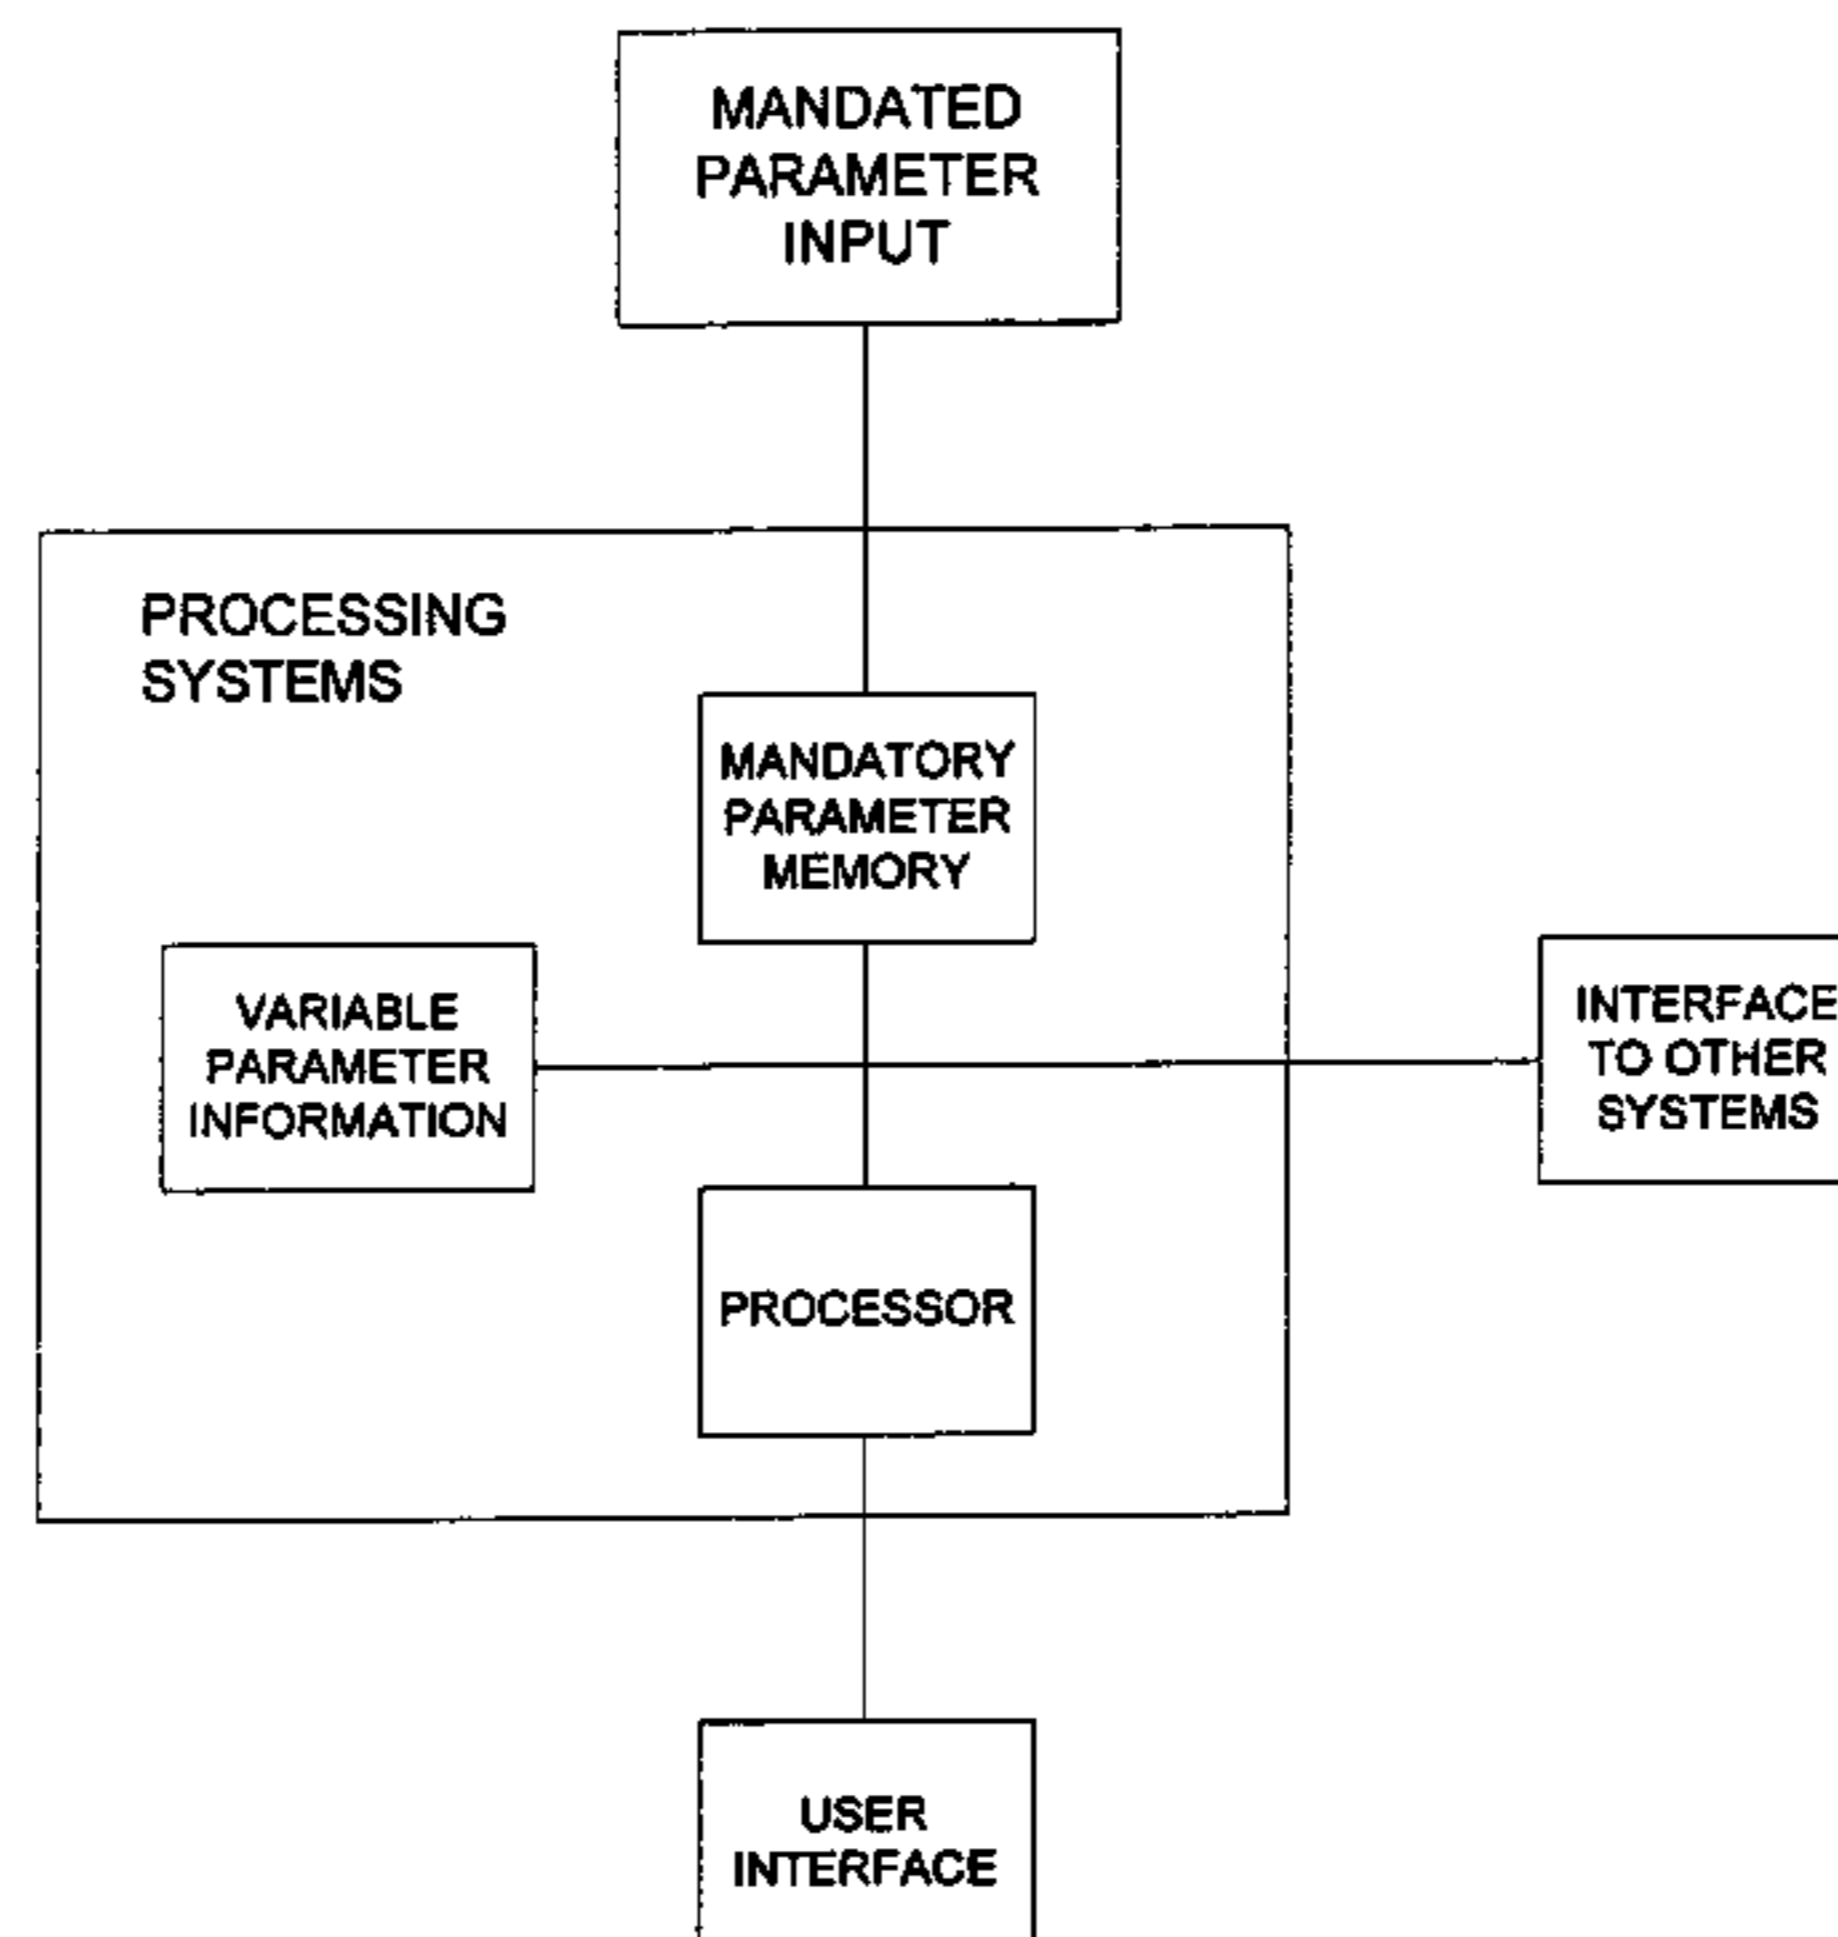 MANDATED
PARAMETER
INPUT
PROCESSING
SYSTEMS
MANDATORY
PARAMETER
MEMORY
VARIABLE
PARAMETER
INFORMATION
INTERFACE
TO OTHER
SYSTEMS
PROCESSOR
USER
INTERFACE